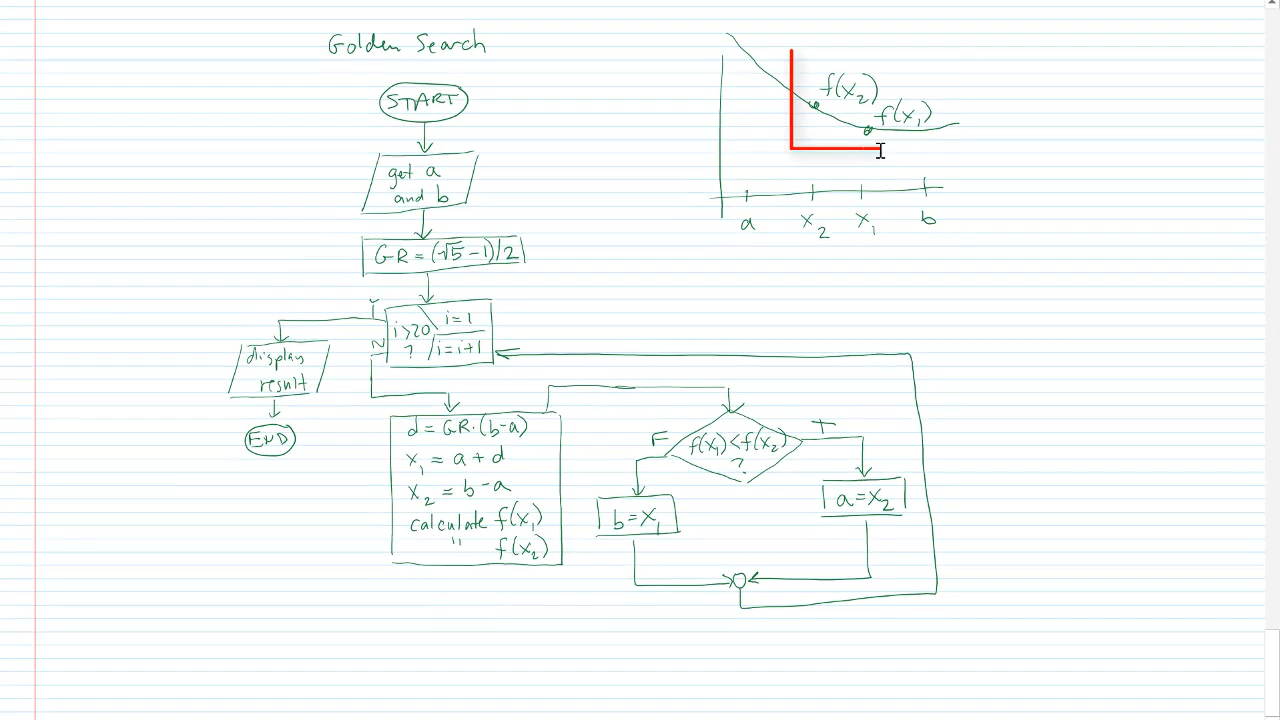 Golden Search
START
get a
and b
GR = (√5 - 1)/2
i>20
?
i=1
i=i+1
Y
N
display
result
END
d = GR·(b-a)
x₁ = a+d
x₂ = b-a
calculate f(x₁)
" f(x₂)
f(x₁) < f(x₂)
?
F
T
b=x₁
a=x₂
f(x₂)
f(x₁)
a x₂ x₁ b